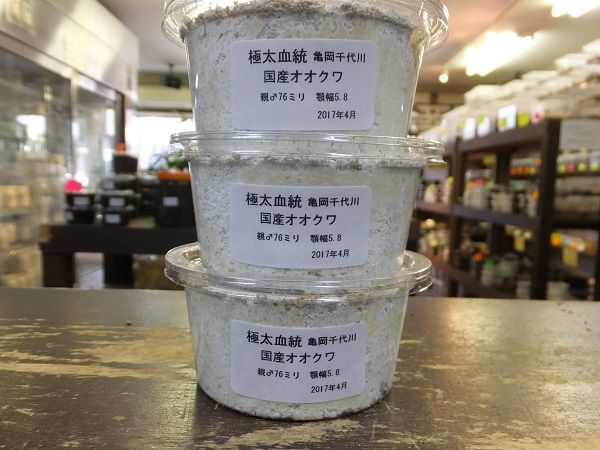 極太血統 亀岡千代川
国産オオクワ
親♂76ミリ 顎幅5.8
2017年4月
極太血統 亀岡千代川
国産オオクワ
親♂76ミリ 顎幅5.8
2017年4月
極太血統 亀岡千代川
国産オオクワ
親♂76ミリ 顎幅5.8
2017年4月